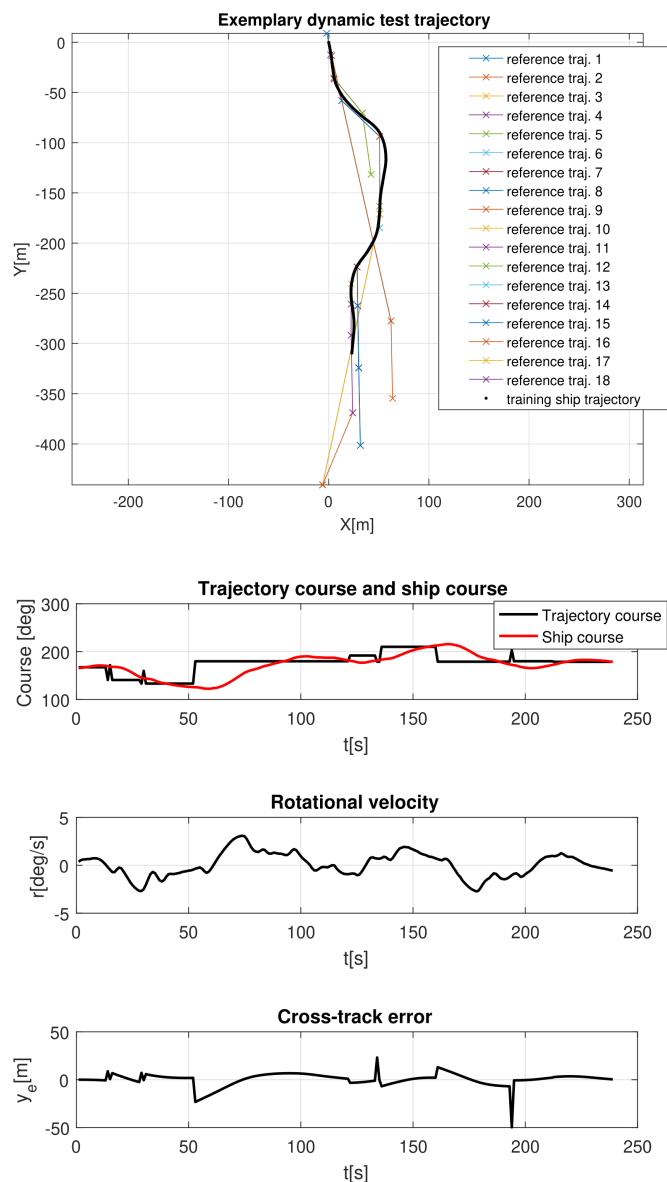 Exemplary dynamic test trajectory
0
-50
-100
-150
-200
-250
-300
-350
-400
Y[m]
-200
-100
0
100
200
300
X[m]
reference traj. 1
reference traj. 2
reference traj. 3
reference traj. 4
reference traj. 5
reference traj. 6
reference traj. 7
reference traj. 8
reference traj. 9
reference traj. 10
reference traj. 11
reference traj. 12
reference traj. 13
reference traj. 14
reference traj. 15
reference traj. 16
reference traj. 17
reference traj. 18
training ship trajectory
Trajectory course and ship course
300
200
100
Course [deg]
Trajectory course
Ship course
0
50
100
150
200
250
t[s]
Rotational velocity
5
0
-5
r[deg/s]
0
50
100
150
200
250
t[s]
Cross-track error
50
0
-50
y_e[m]
0
50
100
150
200
250
t[s]